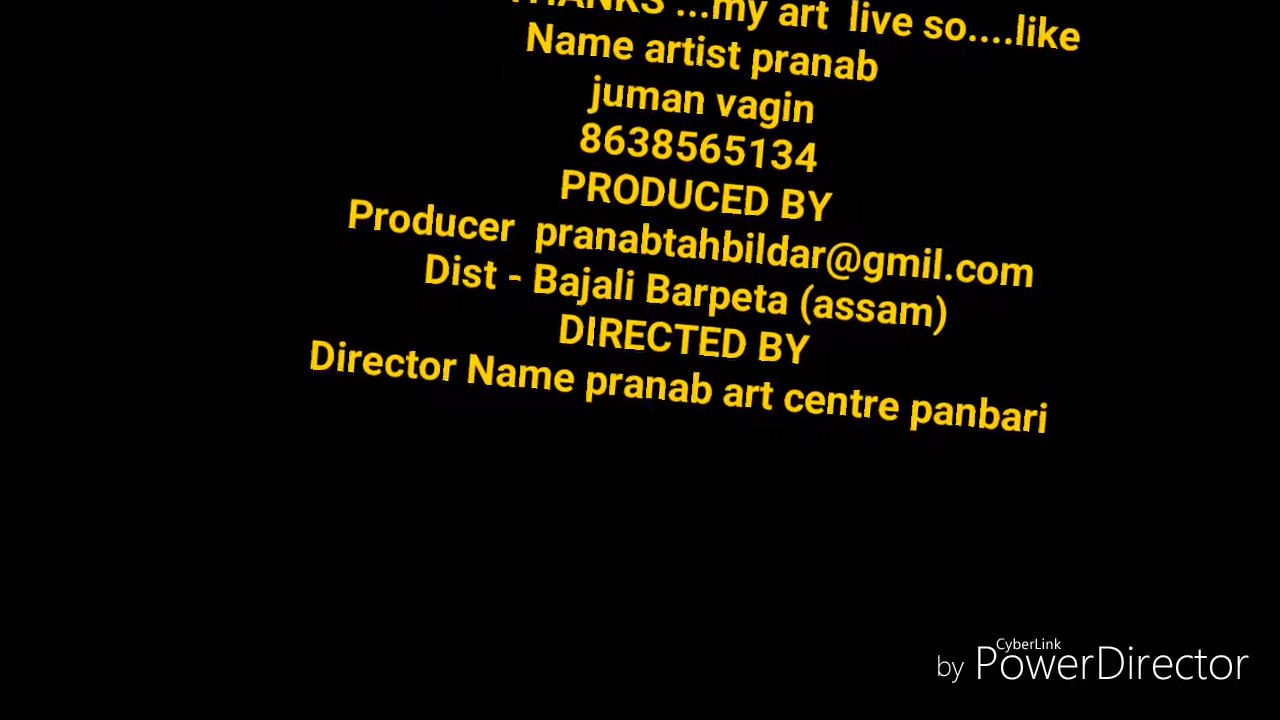 THANKS ...my art live so....like
Name artist pranab
juman vagin
8638565134
PRODUCED BY
Producer pranabtahbildar@gmil.com
Dist - Bajali Barpeta (assam)
DIRECTED BY
Director Name pranab art centre panbari
CyberLink
by PowerDirector